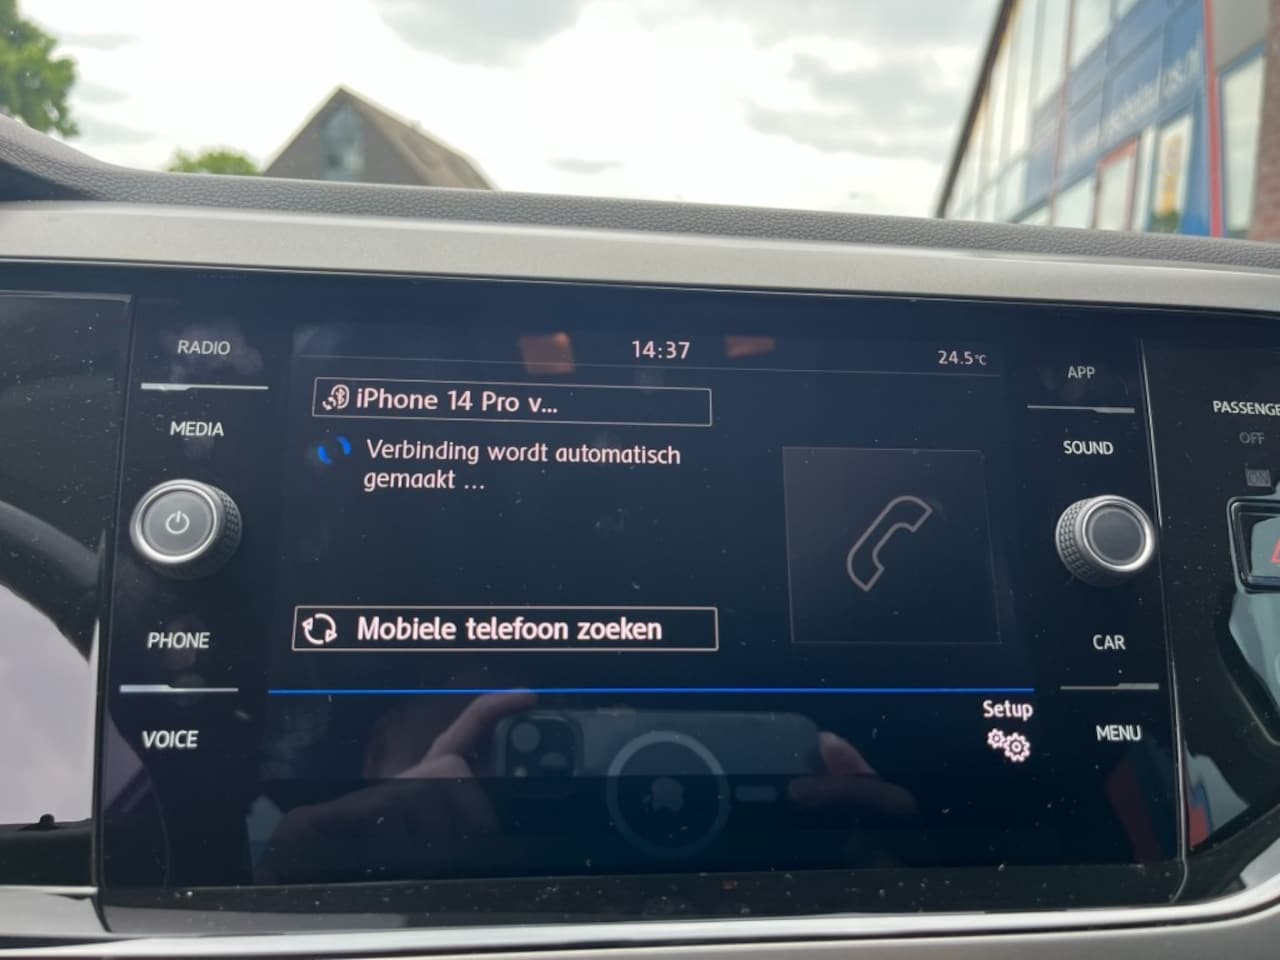 RADIO
MEDIA
PHONE
VOICE
14:37
24.5°C
iPhone 14 Pro v...
Verbinding wordt automatisch
gemaakt ...
Mobiele telefoon zoeken
Setup
APP
SOUND
CAR
MENU
PASSENGE
OFF